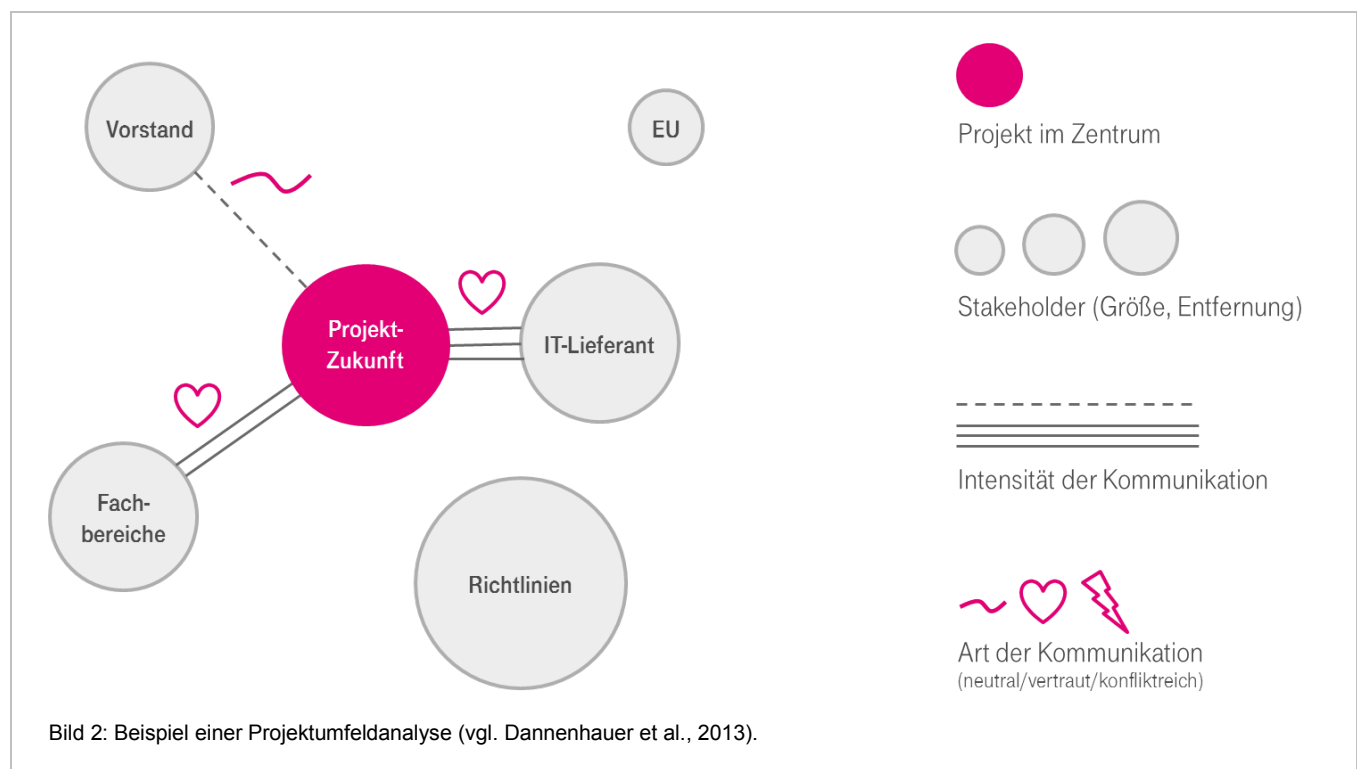 Vorstand
EU
Projekt-
Zukunft
IT-Lieferant
Fach-
bereiche
Richtlinien
Projekt im Zentrum
Stakeholder (Größe, Entfernung)
Intensität der Kommunikation
Art der Kommunikation
(neutral/vertraut/konfliktreich)
Bild 2: Beispiel einer Projektumfeldanalyse (vgl. Dannenhauer et al., 2013).